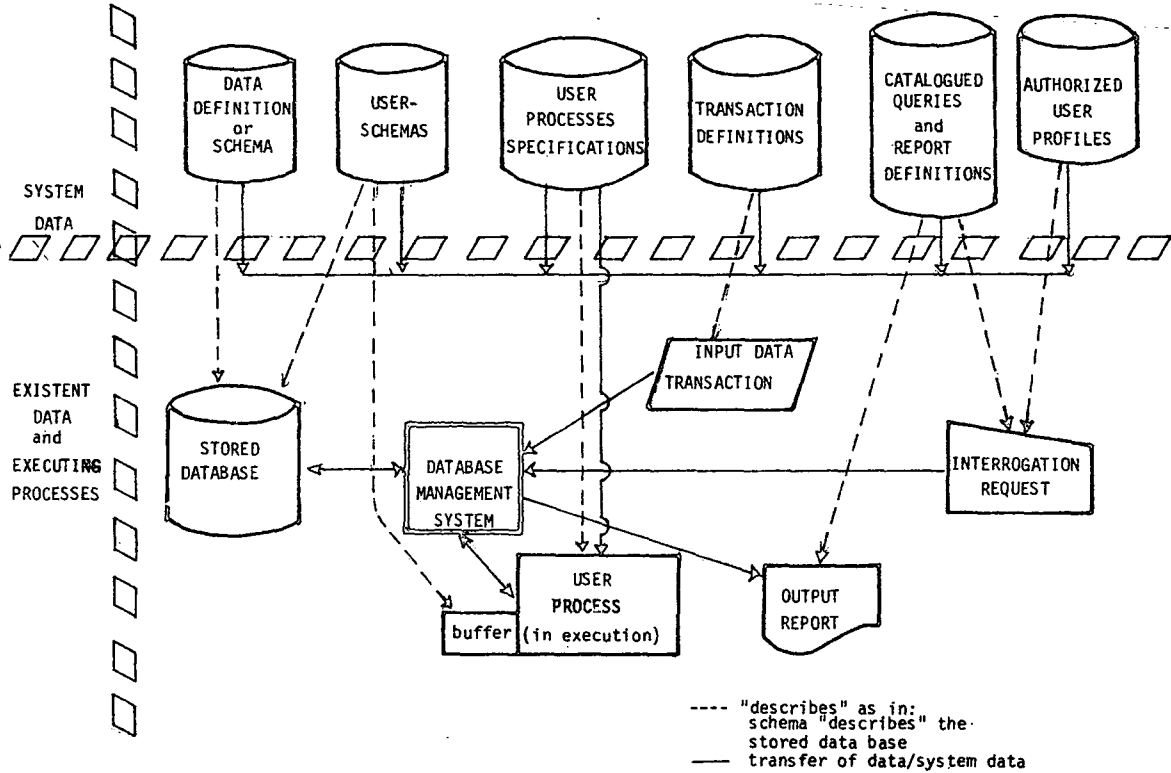 DATA
DEFINITION
or
SCHEMA
USER-
SCHEMAS
USER
PROCESSES
SPECIFICATIONS
TRANSACTION
DEFINITIONS
CATALOGUED
QUERIES
and
REPORT
DEFINITIONS
AUTHORIZED
USER
PROFILES
SYSTEM
DATA
EXISTENT
DATA
and
EXECUTING
PROCESSES
STORED
DATABASE
DATABASE
MANAGEMENT
SYSTEM
INPUT DATA
TRANSACTION
INTERROGATION
REQUEST
USER
PROCESS
(in execution)
buffer
OUTPUT
REPORT
---- "describes" as in:
schema "describes" the
stored data base
—— transfer of data/system data